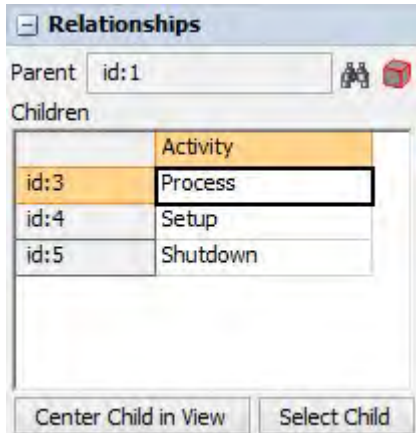 Relationships
Parent id:1
Children
Activity
id:3 Process
id:4 Setup
id:5 Shutdown
Center Child in View Select Child